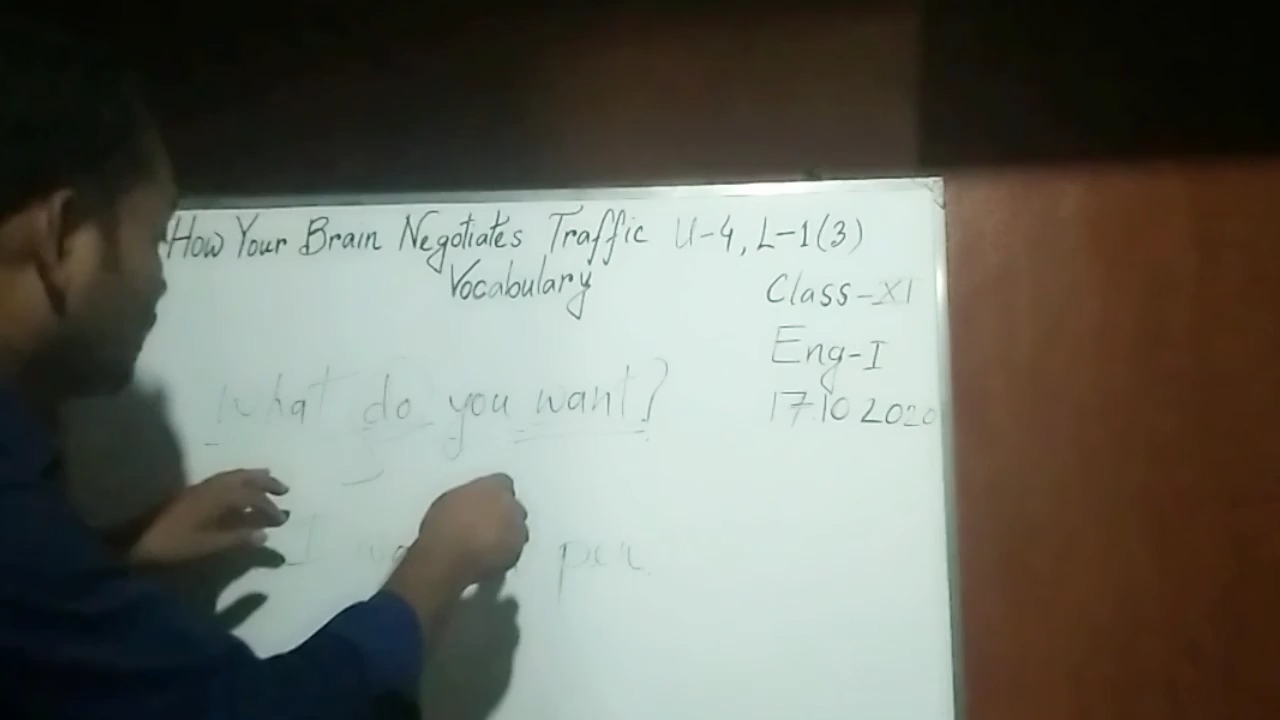 How Your Brain Negotiates Traffic U-4, L-1(3)
Vocabulary
Class-XI
Eng-I
17.10 2020
What do you want?
I pen